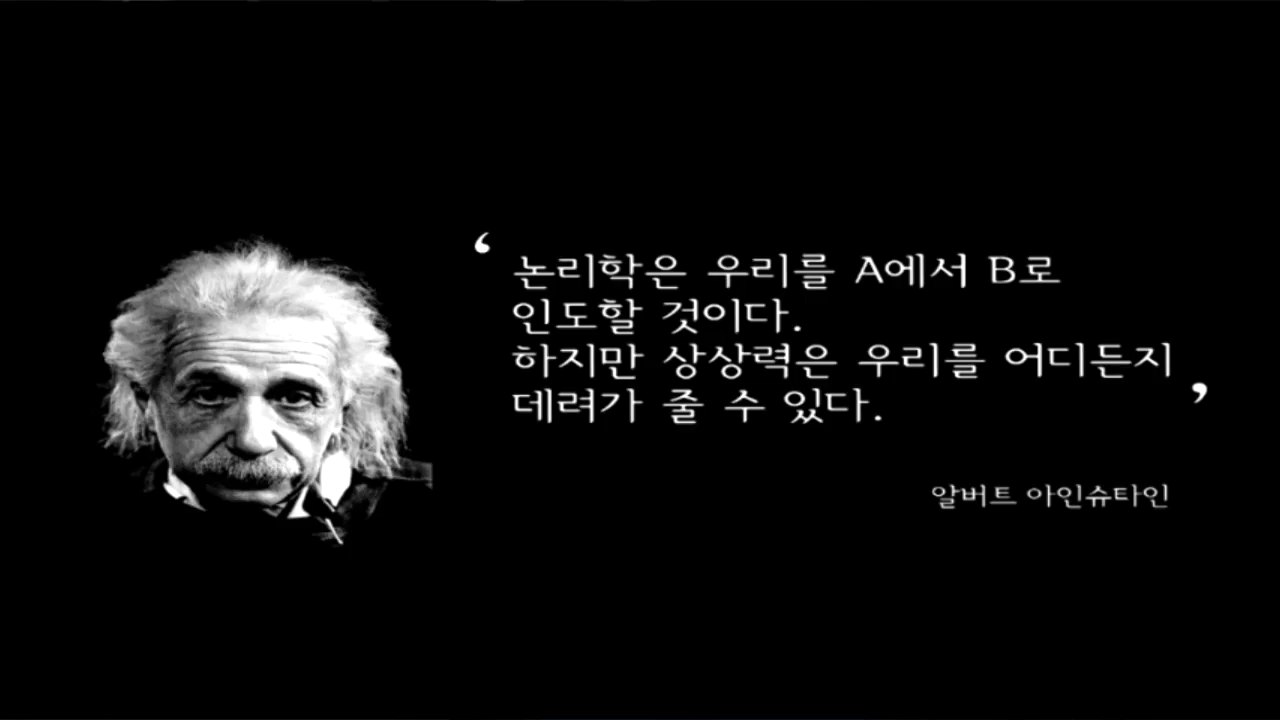 ‘ 논리학은 우리를 A에서 B로
인도할 것이다.
하지만 상상력은 우리를 어디든지
데려가 줄 수 있다. ’
알버트 아인슈타인